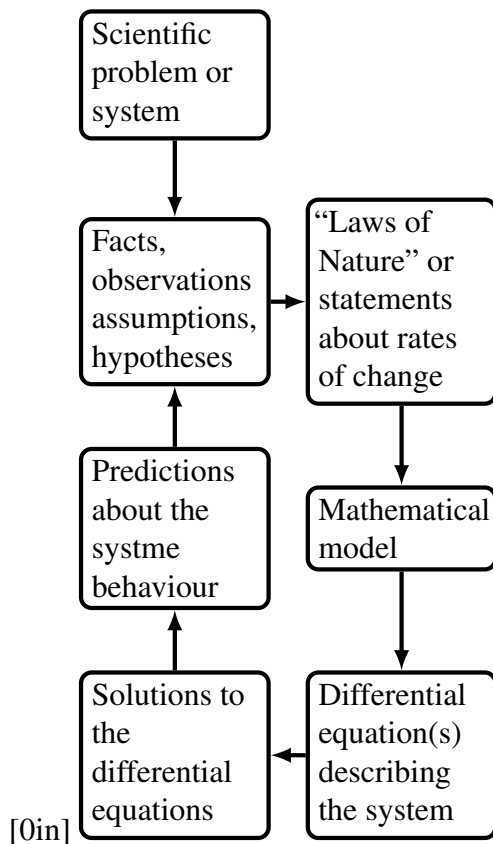 Scientific
problem or
system
Facts,
observations
assumptions,
hypotheses
“Laws of
Nature” or
statements
about rates
of change
Mathematical
model
Differential
equation(s)
describing
the system
Solutions to
the
differential
equations
Predictions
about the
systme
behaviour
[0in]